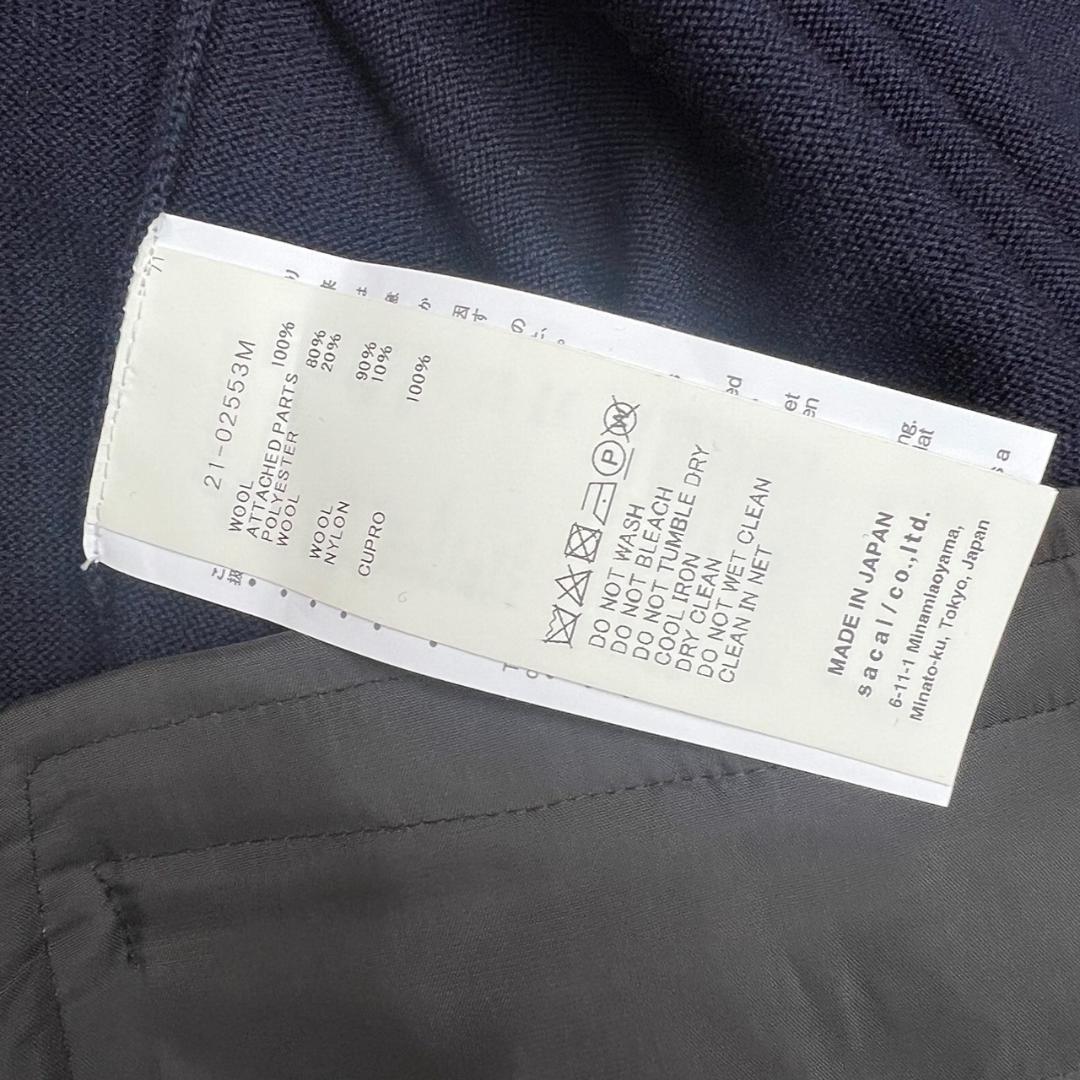 21-02553M
WOOL 100%
ATTACHED PARTS
POLYESTER 80%
WOOL 20%
WOOL 90%
NYLON 10%
CUPRO 100%
P
W
DO NOT WASH
DO NOT BLEACH
DO NOT TUMBLE DRY
COOL IRON
DRY CLEAN
DO NOT WET CLEAN
CLEAN IN NET
MADE IN JAPAN
sacal/co.,ltd.
6-11-1 Minamiaoyama,
Minato-ku, Tokyo, Japan